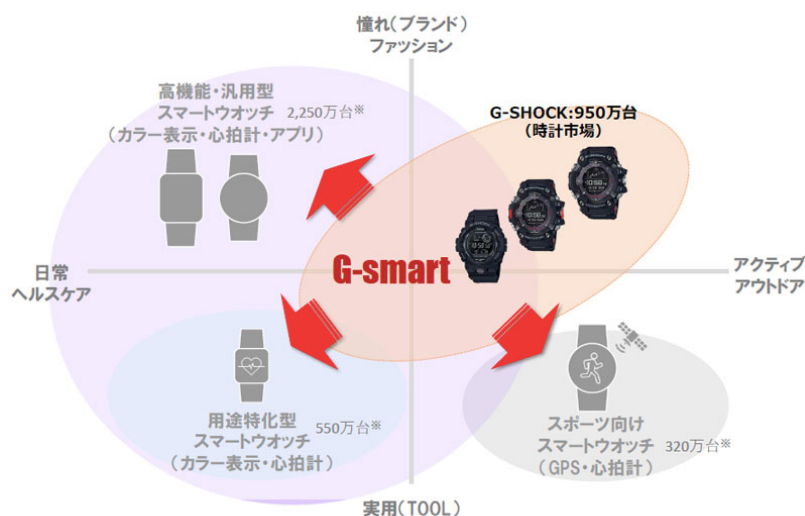 憧れ（ブランド）
ファッション
高機能・汎用型
スマートウオッチ 2,250万台※
（カラー表示・心拍計・アプリ）
G-SHOCK:950万台
（時計市場）
G-smart
日常
ヘルスケア
アクティブ
アウトドア
用途特化型
スマートウオッチ 550万台※
（カラー表示・心拍計）
スポーツ向け
スマートウオッチ 320万台※
（GPS・心拍計）
実用（TOOL）